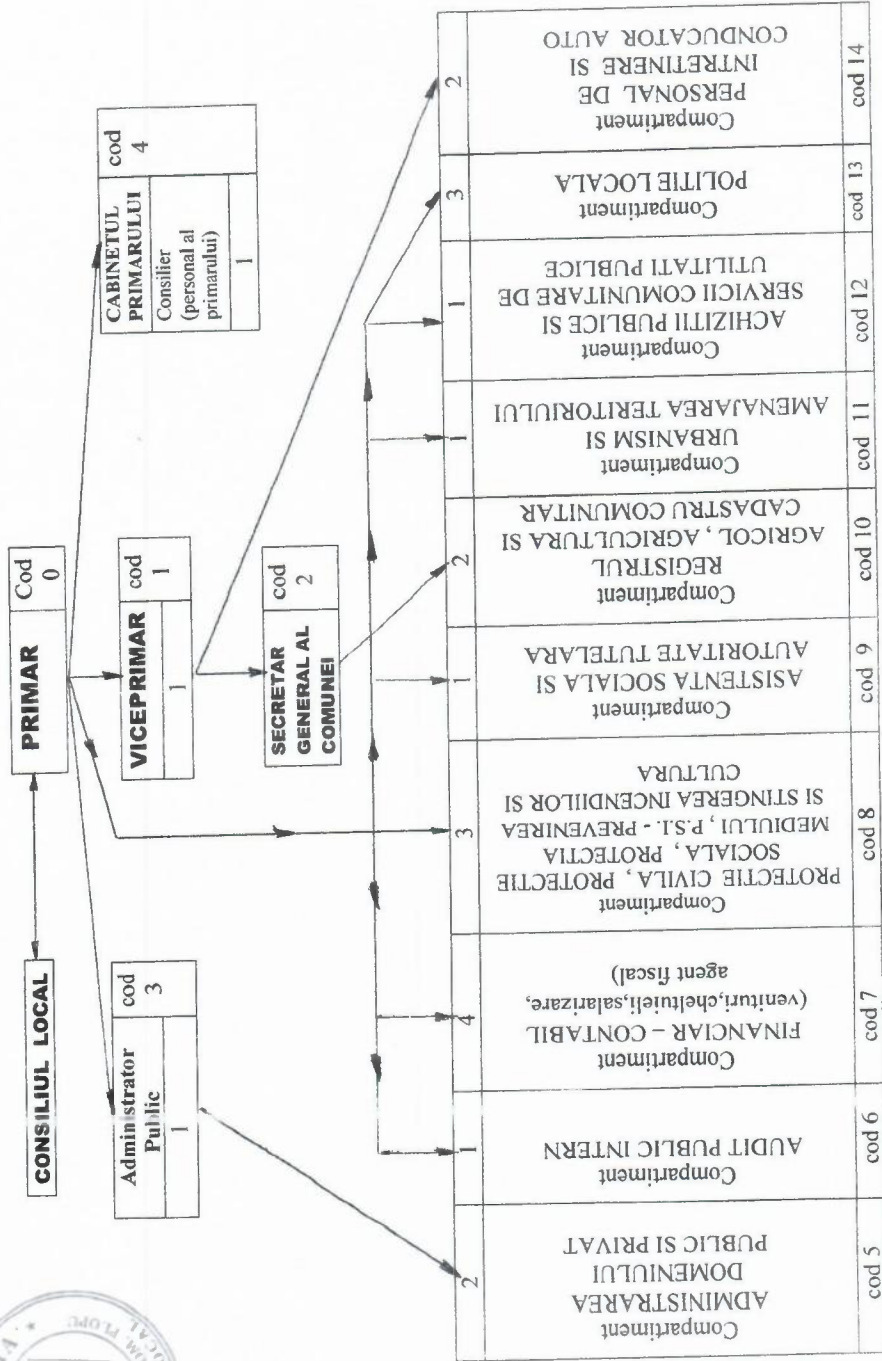 CONSILIUL LOCAL
PRIMAR
Cod
0
Administrator
Public
cod
3
1
VICEPRIMAR
cod
1
1
CABINETUL
PRIMARULUI
cod
4
Consilier
(personal al
primarului)
1
SECRETAR
GENERAL AL
COMUNEI
cod
2
2
Compartiment
ADMINISTRAREA
DOMENIULUI
PUBLIC SI PRIVAT
cod 5
1
Compartiment
AUDIT PUBLIC INTERN
cod 6
4
Compartiment
FINANCIAR – CONTABIL
(venituri,cheltuieli,salarizare,
agent fiscal)
cod 7
3
Compartiment
PROTECTIE CIVILA , PROTECTIE
SOCIALA , PROTECTIA
MEDIULUI , P.S.I. - PREVENIREA
SI STINGEREA INCENDIILOR SI
CULTURA
cod 8
1
Compartiment
ASISTENTA SOCIALA SI
AUTORITATE TUTELARA
cod 9
2
Compartiment
REGISTRUL
AGRICOL , AGRICULTURA SI
CADASTRU COMUNITAR
cod 10
1
Compartiment
URBANISM SI
AMENAJAREA TERITORIULUI
cod 11
1
Compartiment
ACHIZITII PUBLICE SI
SERVICII COMUNITARE DE
UTILITATI PUBLICE
cod 12
3
Compartiment
POLITIE LOCALA
cod 13
2
Compartiment
PERSONAL DE
INTRETINERE SI
CONDUCATOR AUTO
cod 14